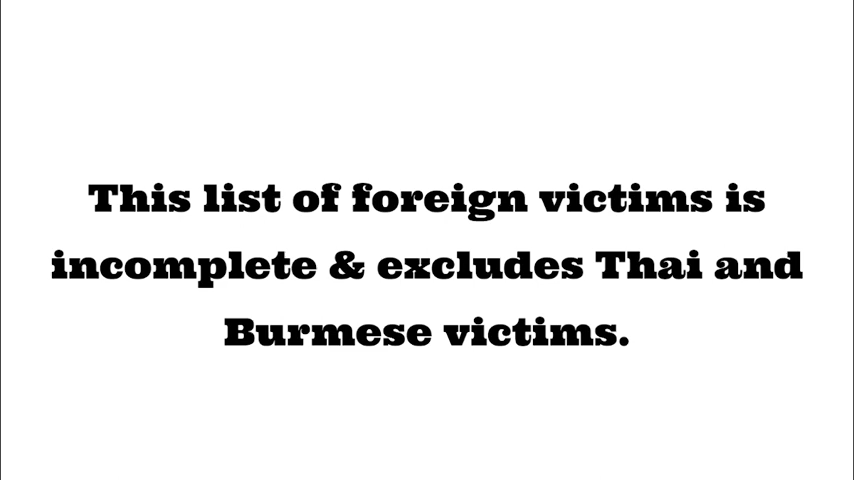 This list of foreign victims is
incomplete & excludes Thai and
Burmese victims.